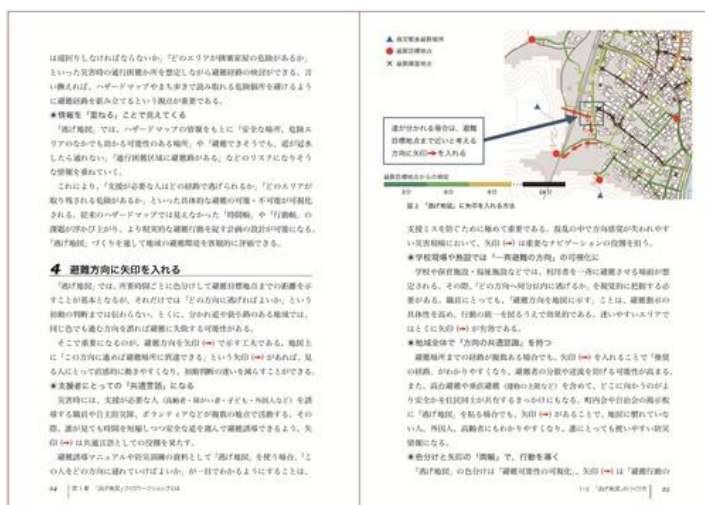 は迂回りしなければならないか」「どのエリアが倒壊家屋の危険があるか」
といった災害時の通行困難か所を想定しながら避難経路の検討ができる。言
い換えれば、ハザードマップやまち歩きで読み取れる危険個所を避けるよう
に避難経路を組み立てるという視点が重要である。
●情報を「重ねる」ことで見えてくる
「逃げ地図」では、ハザードマップの情報をもとに「安全な場所、危険エ
リアのなかでも助かる可能性のある場所」や「避難できそうでも、道が冠水
したら通れない」「通行困難区域に避難路がある」などのリスクになりそう
な情報を重ねていく。
これにより、「支援が必要な人はどの経路で逃げられるか」「どのエリアが
取り残される危険があるか」といった具体的な避難の可能・不可能が可視化
される。従来のハザードマップでは見えなかった「時間軸」や「行動軸」の
課題が浮かび上がり、より現実的な避難行動を促す計画の設計が可能になる。
「逃げ地図」づくりを通して地域の避難環境を客観的に評価できる。
4 避難方向に矢印を入れる
「逃げ地図」では、所要時間ごとに色分けして避難目標地点までの距離を示
すことが基本となるが、それだけでは「どの方向に逃げればよいか」という
初動の判断までは伝わらない。とくに、分かれ道や袋小路のある地域では、
同じ色でも進む方向を誤れば避難に失敗する可能性がある。
そこで重要になるのが、避難方向を矢印(→)で示す工夫である。地図上
に「この方向に進めば避難場所に到達できる」という矢印(→)があれば、見
る人にとって直感的に動きやすくなり、初動判断の迷いを減らすことができる。
●支援者にとっての「共通言語」になる
災害時には、支援が必要な人(高齢者・障がい者・子ども・外国人など)を誘
導する職員や自主防災隊、ボランティアなどが複数の地点で活動する。その
際、誰が見ても時間を短縮しつつ安全な道を選んで避難誘導できるよう、矢
印(→)は共通言語としての役割を果たす。
避難誘導マニュアルや防災訓練の資料として「逃げ地図」を使う場合、「こ
の人をどの方向に連れていけばよいか」が一目でわかるようにすることは、
24 第1章 「逃げ地図」づくりワークショップとは
▲ 指定緊急避難場所
● 避難目標地点
✕ 避難障害地点
道が分かれる場合は、避難
目標地点まで近いと考える
方向に矢印→を入れる
避難目標地点からの時間
3分 6分 9分
図2 「逃げ地図」に矢印を入れる方法
支援ミスを防ぐために極めて重要である。混乱の中で方向感覚が失われやす
い災害現場において、矢印(→)は重要なナビゲーションの役割を担う。
●学校現場や施設では「一斉避難の方向」の可視化に
学校や保育施設・福祉施設などでは、利用者を一斉に避難させる場面が想
定される。その際、「どの方向へ何分以内に逃げるか」を視覚的に把握する必
要がある。職員にとっても、「避難方向を地図に示す」ことは、避難指示の
具体性を高め、行動の統一を図るうえで効果的である。迷いやすいエリアで
はとくに矢印(→)が有効である。
●地域全体で「方向の共通認識」を持つ
避難場所までの経路が複数ある場合でも、矢印(→)を入れることで「推奨
の経路」がわかりやすくなり、避難者の分散や逆流を防げる可能性が高まる。
また、高台避難や垂直避難(建物の上階など)を含めて、どこに向かうのがよ
り安全かを住民同士が共有するきっかけにもなる。町内会や自治会の掲示板
に「逃げ地図」を貼る場合でも、矢印(→)があることで、地図に慣れていな
い人、外国人、高齢者にもわかりやすくなり、誰にとっても使いやすい防災
情報になる。
●色分けと矢印の「両輪」で、行動を導く
「逃げ地図」の色分けは「避難可能性の可視化」、矢印(→)は「避難行動の
1-2 「逃げ地図」のつくり方 25